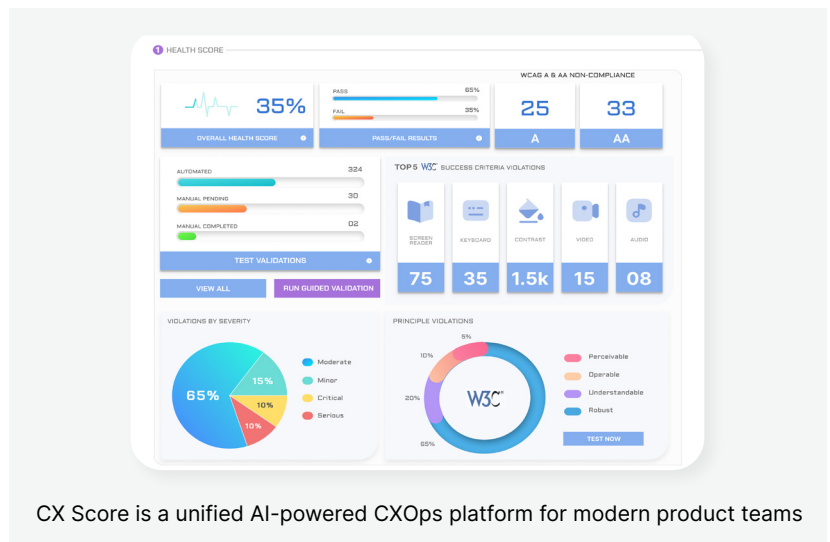 1 HEALTH SCORE
WCAG A & AA NON-COMPLIANCE
35%
OVERALL HEALTH SCORE
PASS 65%
FAIL 35%
PASS/FAIL RESULTS
25
A
33
AA
AUTOMATED 324
MANUAL PENDING 30
MANUAL COMPLETED 02
TEST VALIDATIONS
VIEW ALL
RUN GUIDED VALIDATION
TOP 5 W3C SUCCESS CRITERIA VIOLATIONS
SCREEN
READER
75
KEYBOARD
35
CONTRAST
1.5k
VIDEO
15
AUDIO
08
VIOLATIONS BY SEVERITY
65%
15%
10%
10%
Moderate
Minor
Critical
Serious
PRINCIPLE VIOLATIONS
5%
10%
20%
65%
W3C
Perceivable
Operable
Understandable
Robust
TEST NOW
CX Score is a unified AI-powered CXOps platform for modern product teams